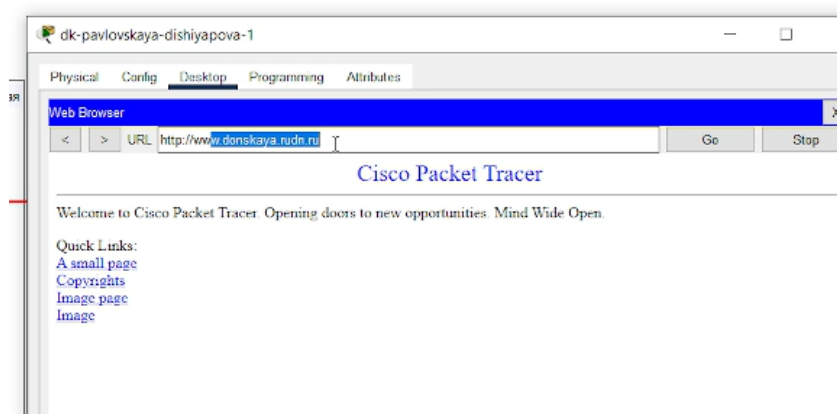 dk-pavlovskaya-dishiyapova-1
Physical Config Desktop Programming Attributes
ая
Web Browser X
< > URL http://www.donskaya.rudn.ru Go Stop
Cisco Packet Tracer
Welcome to Cisco Packet Tracer. Opening doors to new opportunities. Mind Wide Open.
Quick Links:
A small page
Copyrights
Image page
Image